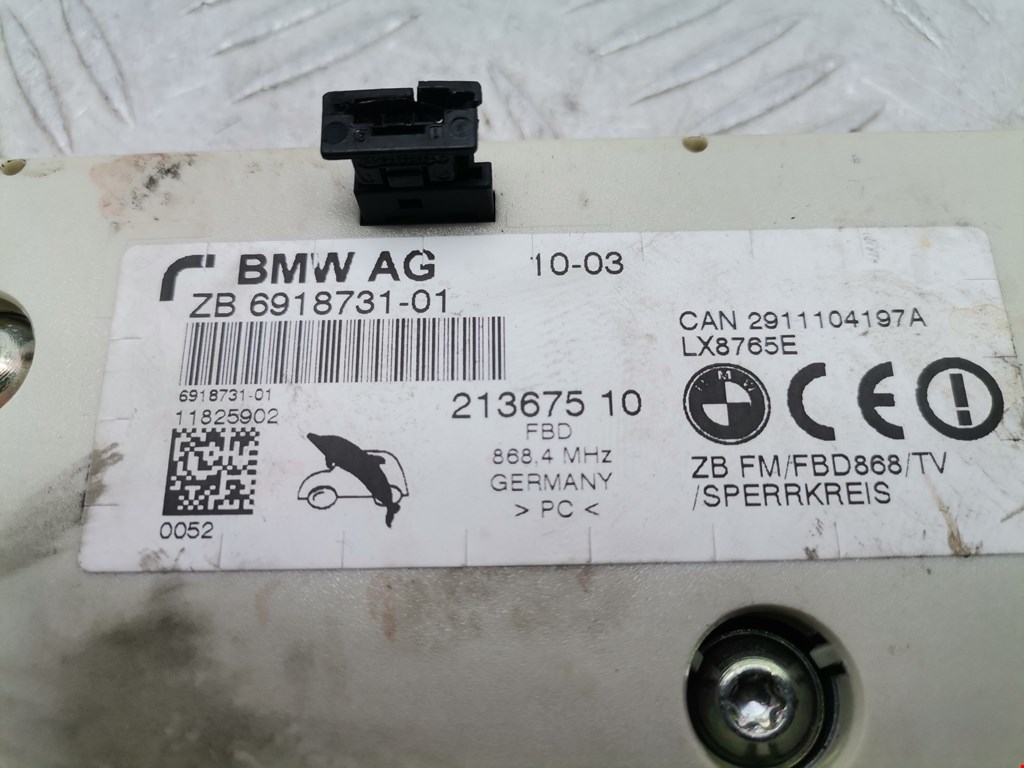 BMW AG 10-03
ZB 6918731-01
6918731-01
11825902
0052
213675 10
FBD
868,4 MHz
GERMANY
> PC <
CAN 2911104197A
LX8765E
BMW
ZB FM/FBD868/TV
/SPERRKREIS